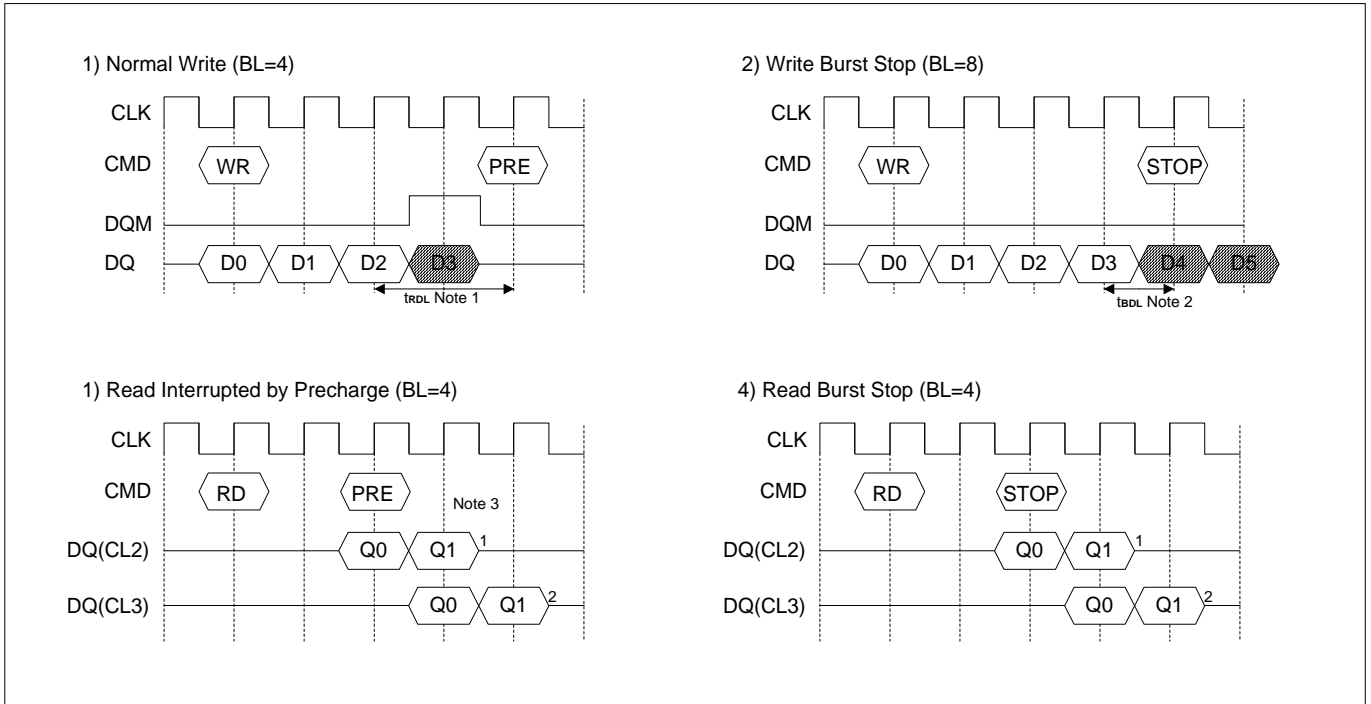 1) Normal Write (BL=4)
CLK
CMD
WR
PRE
DQM
DQ
D0
D1
D2
D3
tRDL Note 1
2) Write Burst Stop (BL=8)
CLK
CMD
WR
STOP
DQM
DQ
D0
D1
D2
D3
D4
D5
tBDL Note 2
1) Read Interrupted by Precharge (BL=4)
CLK
CMD
RD
PRE
Note 3
DQ(CL2)
Q0
Q1
1
DQ(CL3)
Q0
Q1
2
4) Read Burst Stop (BL=4)
CLK
CMD
RD
STOP
DQ(CL2)
Q0
Q1
1
DQ(CL3)
Q0
Q1
2